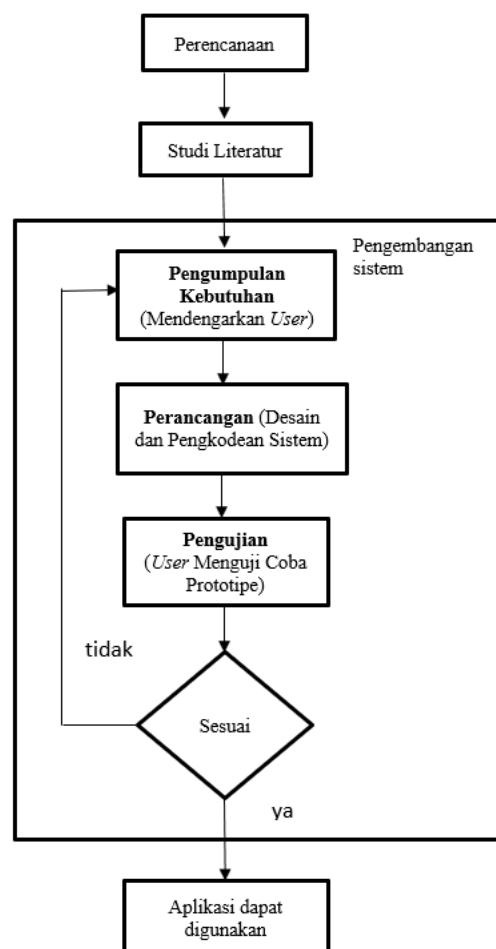 Perencanaan
Studi Literatur
Pengembangan
sistem
Pengumpulan
Kebutuhan
(Mendengarkan User)
Perancangan (Desain
dan Pengkodean Sistem)
Pengujian
(User Menguji Coba
Prototipe)
tidak
Sesuai
ya
Aplikasi dapat
digunakan